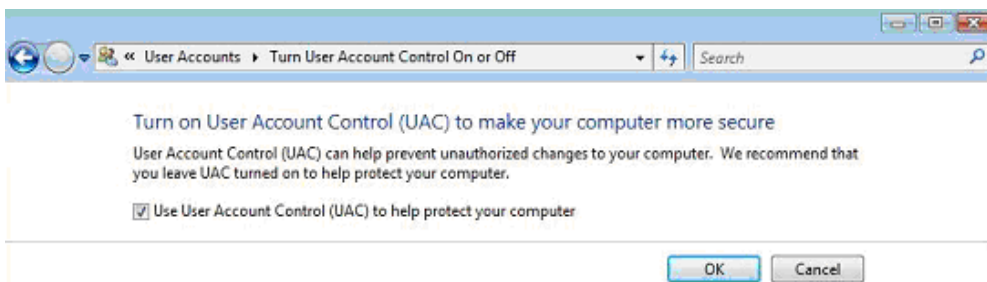 « User Accounts ▸ Turn User Account Control On or Off Search
Turn on User Account Control (UAC) to make your computer more secure
User Account Control (UAC) can help prevent unauthorized changes to your computer. We recommend that
you leave UAC turned on to help protect your computer.
Use User Account Control (UAC) to help protect your computer
OK Cancel